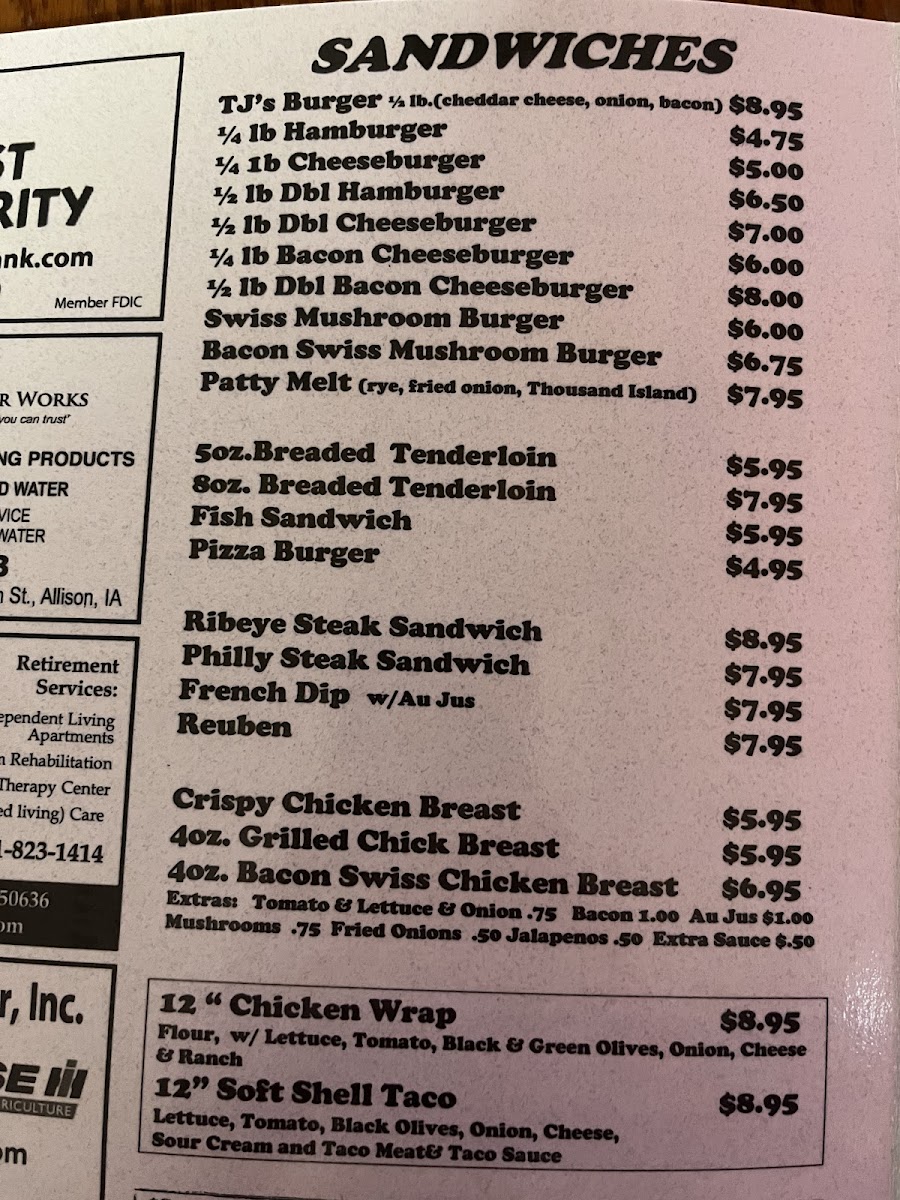 SANDWICHES
TJ's Burger ½ lb.(cheddar cheese, onion, bacon) $8.95
¼ lb Hamburger $4.75
¼ 1b Cheeseburger $5.00
½ lb Dbl Hamburger $6.50
½ lb Dbl Cheeseburger $7.00
¼ lb Bacon Cheeseburger $6.00
½ lb Dbl Bacon Cheeseburger $8.00
Swiss Mushroom Burger $6.00
Bacon Swiss Mushroom Burger $6.75
Patty Melt (rye, fried onion, Thousand Island) $7.95
5oz.Breaded Tenderloin $5.95
8oz. Breaded Tenderloin $7.95
Fish Sandwich $5.95
Pizza Burger $4.95
Ribeye Steak Sandwich $8.95
Philly Steak Sandwich $7.95
French Dip w/Au Jus $7.95
Reuben $7.95
Crispy Chicken Breast $5.95
4oz. Grilled Chick Breast $5.95
4oz. Bacon Swiss Chicken Breast $6.95
Extras: Tomato & Lettuce & Onion .75 Bacon 1.00 Au Jus $1.00
Mushrooms .75 Fried Onions .50 Jalapenos .50 Extra Sauce $.50
12 “ Chicken Wrap $8.95
Flour, w/ Lettuce, Tomato, Black & Green Olives, Onion, Cheese
& Ranch
12” Soft Shell Taco $8.95
Lettuce, Tomato, Black Olives, Onion, Cheese,
Sour Cream and Taco Meat& Taco Sauce
ST
RITY
nk.com
Member FDIC
R WORKS
you can trust"
NG PRODUCTS
D WATER
VICE
WATER
3
St., Allison, IA
Retirement
Services:
ependent Living
Apartments
n Rehabilitation
Therapy Center
ed living) Care
1-823-1414
50636
om
r, Inc.
SE IH
RICULTURE
om